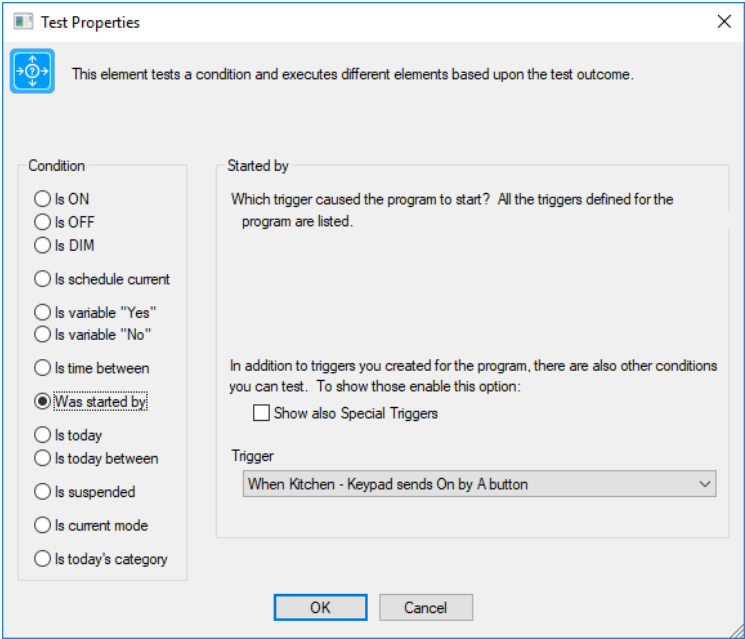 Test Properties
This element tests a condition and executes different elements based upon the test outcome.
Condition
Is ON
Is OFF
Is DIM
Is schedule current
Is variable "Yes"
Is variable "No"
Is time between
Was started by
Is today
Is today between
Is suspended
Is current mode
Is today's category
Started by
Which trigger caused the program to start?  All the triggers defined for the
program are listed.
In addition to triggers you created for the program, there are also other conditions
you can test.  To show those enable this option:
Show also Special Triggers
Trigger
When Kitchen - Keypad sends On by A button
OK
Cancel